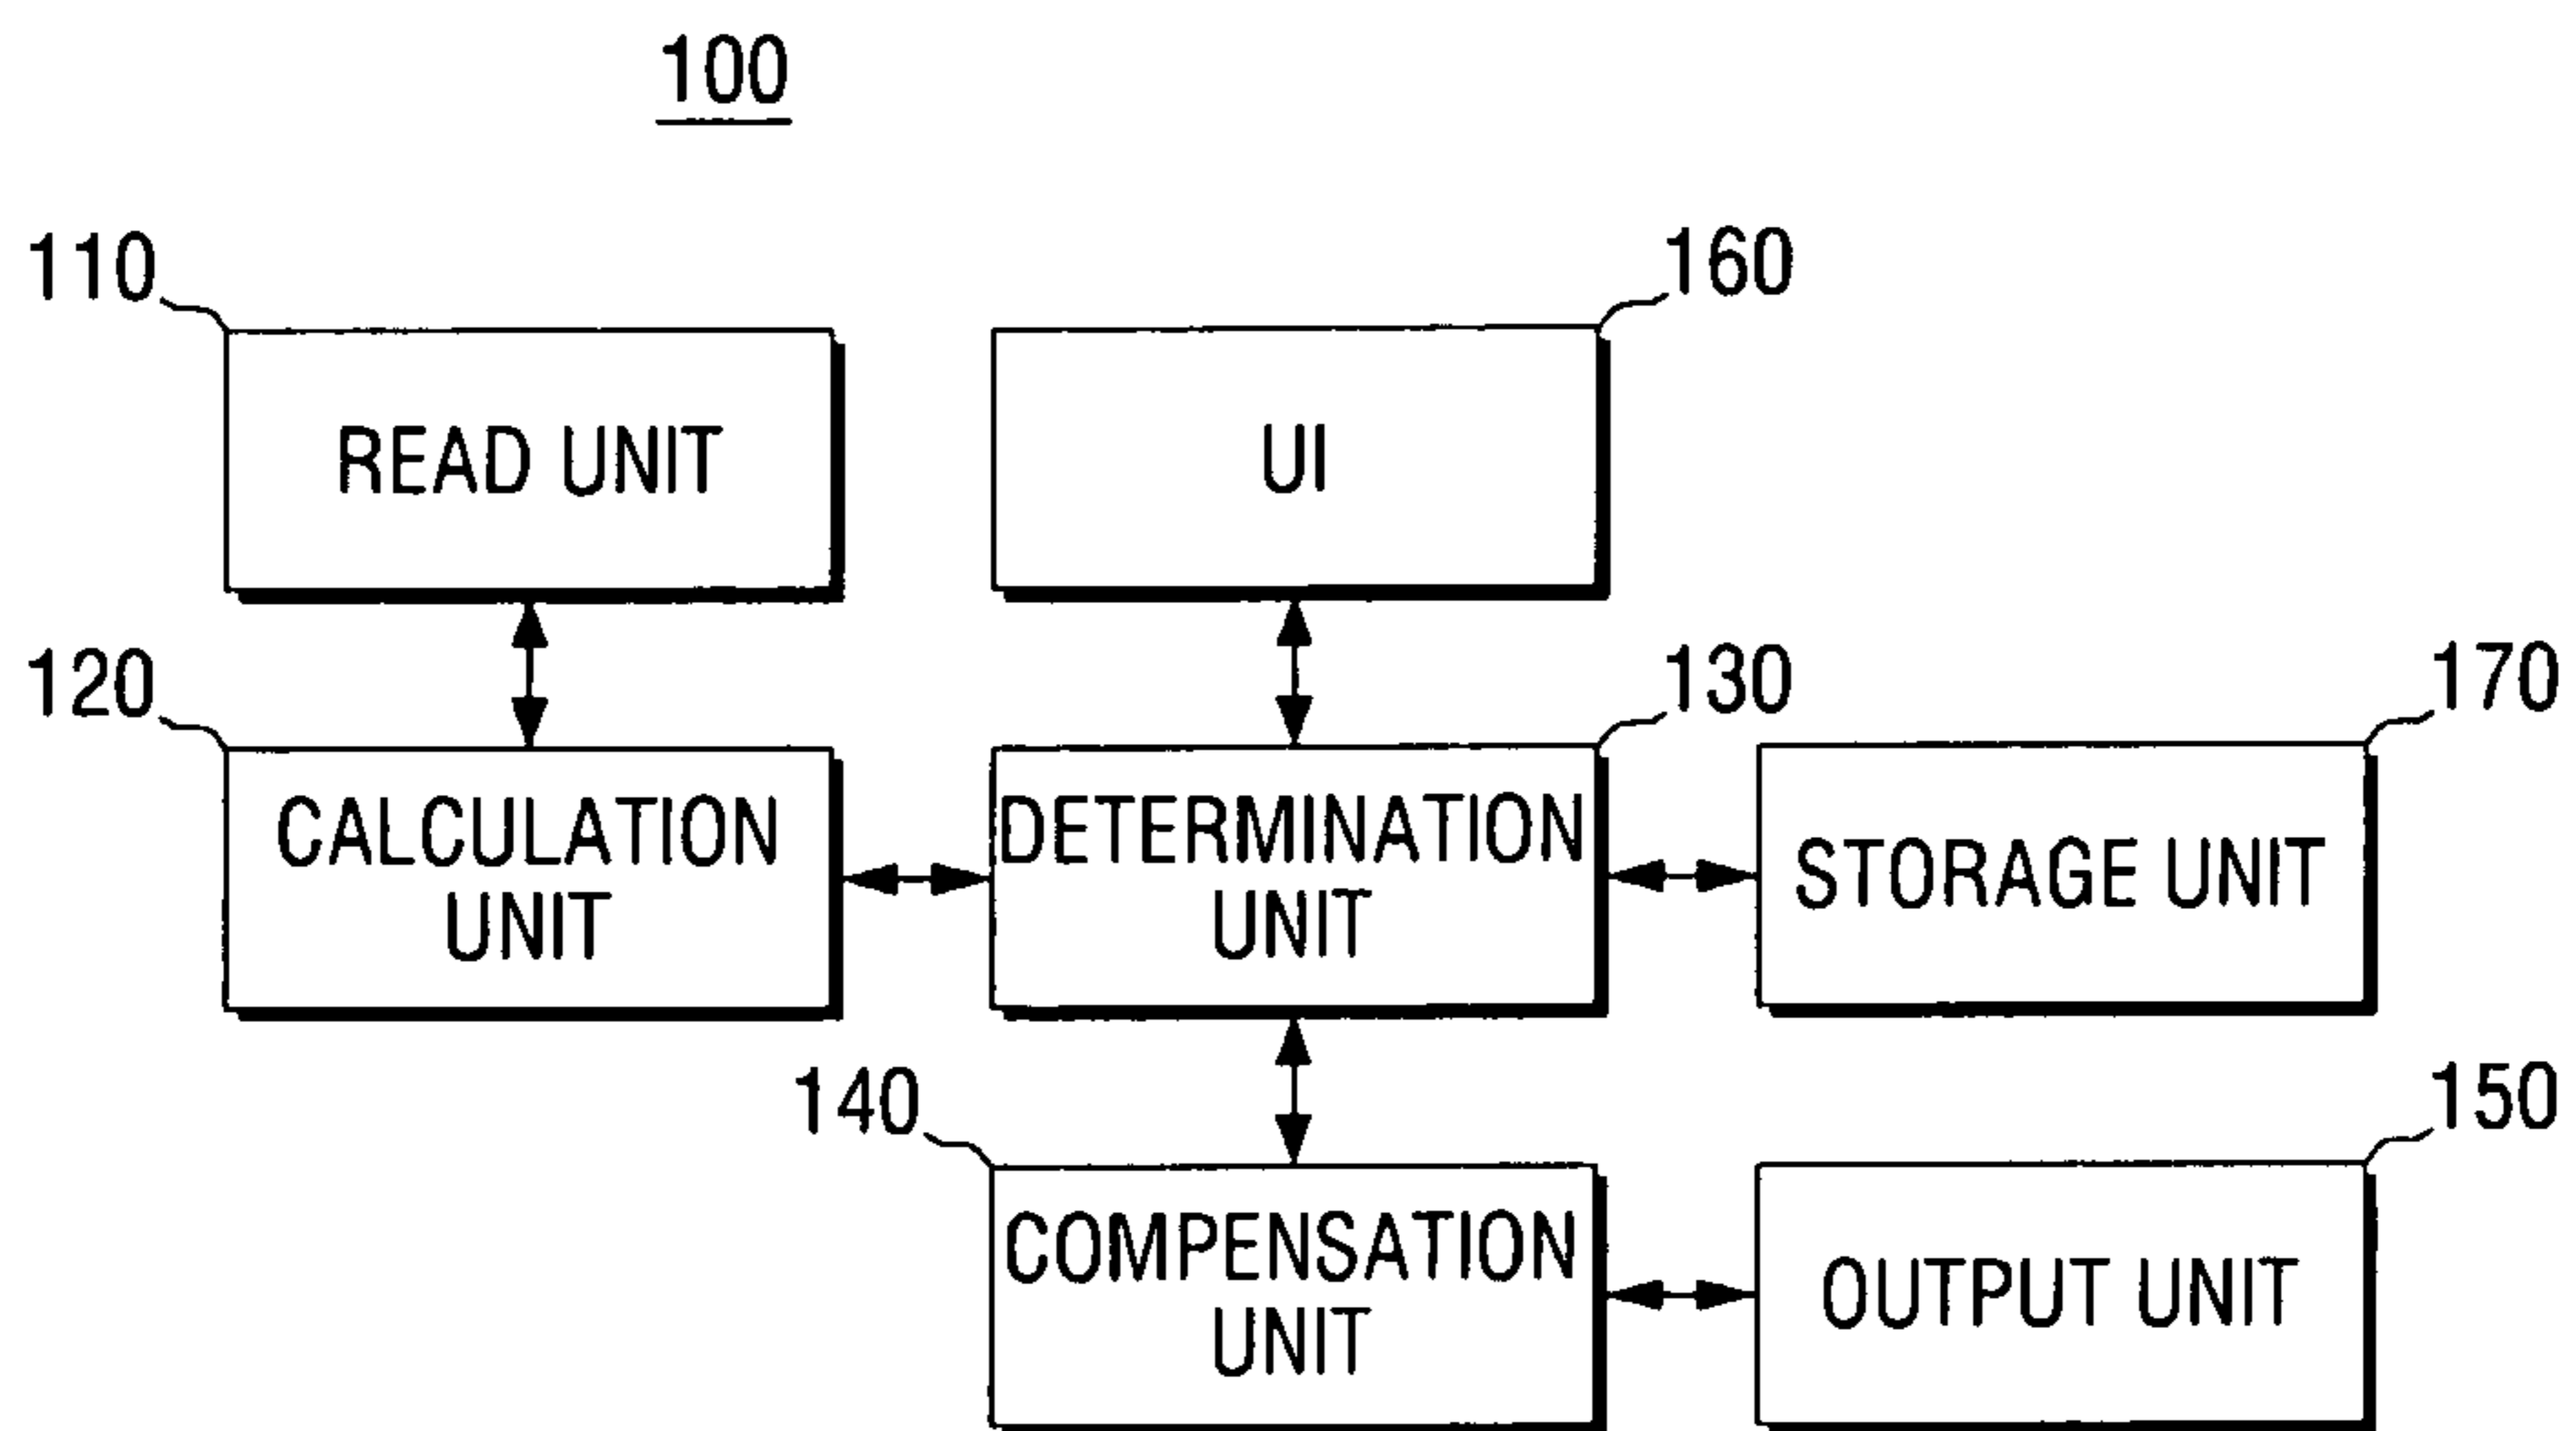 100
110
160
READ UNIT
UI
120
130
170
CALCULATION
UNIT
DETERMINATION
UNIT
STORAGE UNIT
140
150
COMPENSATION
UNIT
OUTPUT UNIT